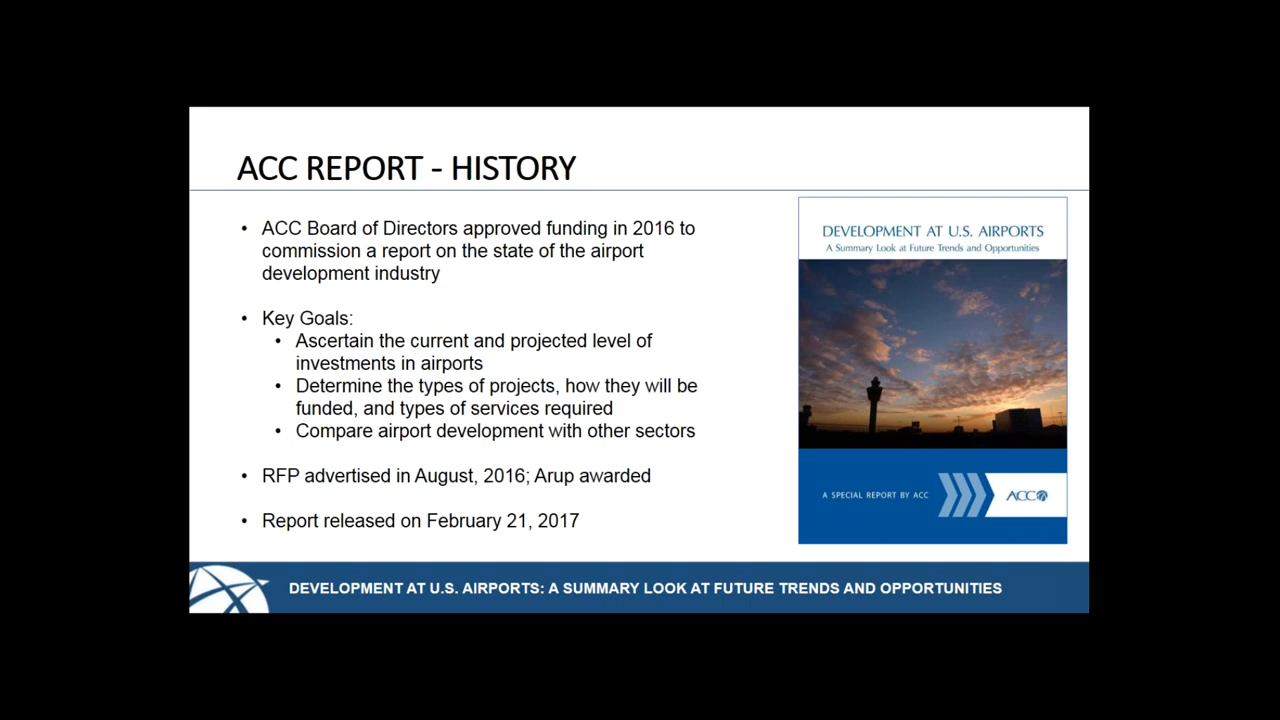 ACC REPORT - HISTORY
• ACC Board of Directors approved funding in 2016 to
commission a report on the state of the airport
development industry
• Key Goals:
• Ascertain the current and projected level of
investments in airports
• Determine the types of projects, how they will be
funded, and types of services required
• Compare airport development with other sectors
• RFP advertised in August, 2016; Arup awarded
• Report released on February 21, 2017
DEVELOPMENT AT U.S. AIRPORTS
A Summary Look at Future Trends and Opportunities
A SPECIAL REPORT BY ACC
ACC
DEVELOPMENT AT U.S. AIRPORTS: A SUMMARY LOOK AT FUTURE TRENDS AND OPPORTUNITIES